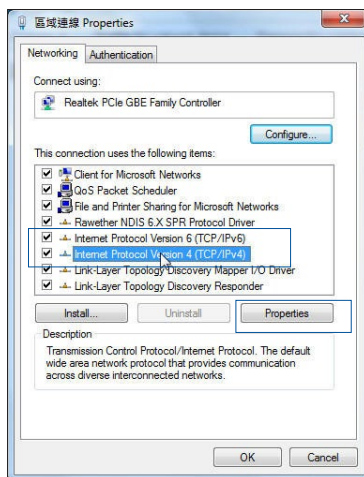 區域連線 Properties
Networking Authentication
Connect using:
Realtek PCIe GBE Family Controller
Configure...
This connection uses the following items:
Client for Microsoft Networks
QoS Packet Scheduler
File and Printer Sharing for Microsoft Networks
Rawether NDIS 6.X SPR Protocol Driver
Internet Protocol Version 6 (TCP/IPv6)
Internet Protocol Version 4 (TCP/IPv4)
Link-Layer Topology Discovery Mapper I/O Driver
Link-Layer Topology Discovery Responder
Install... Uninstall Properties
Description
Transmission Control Protocol/Internet Protocol. The default
wide area network protocol that provides communication
across diverse interconnected networks.
OK Cancel